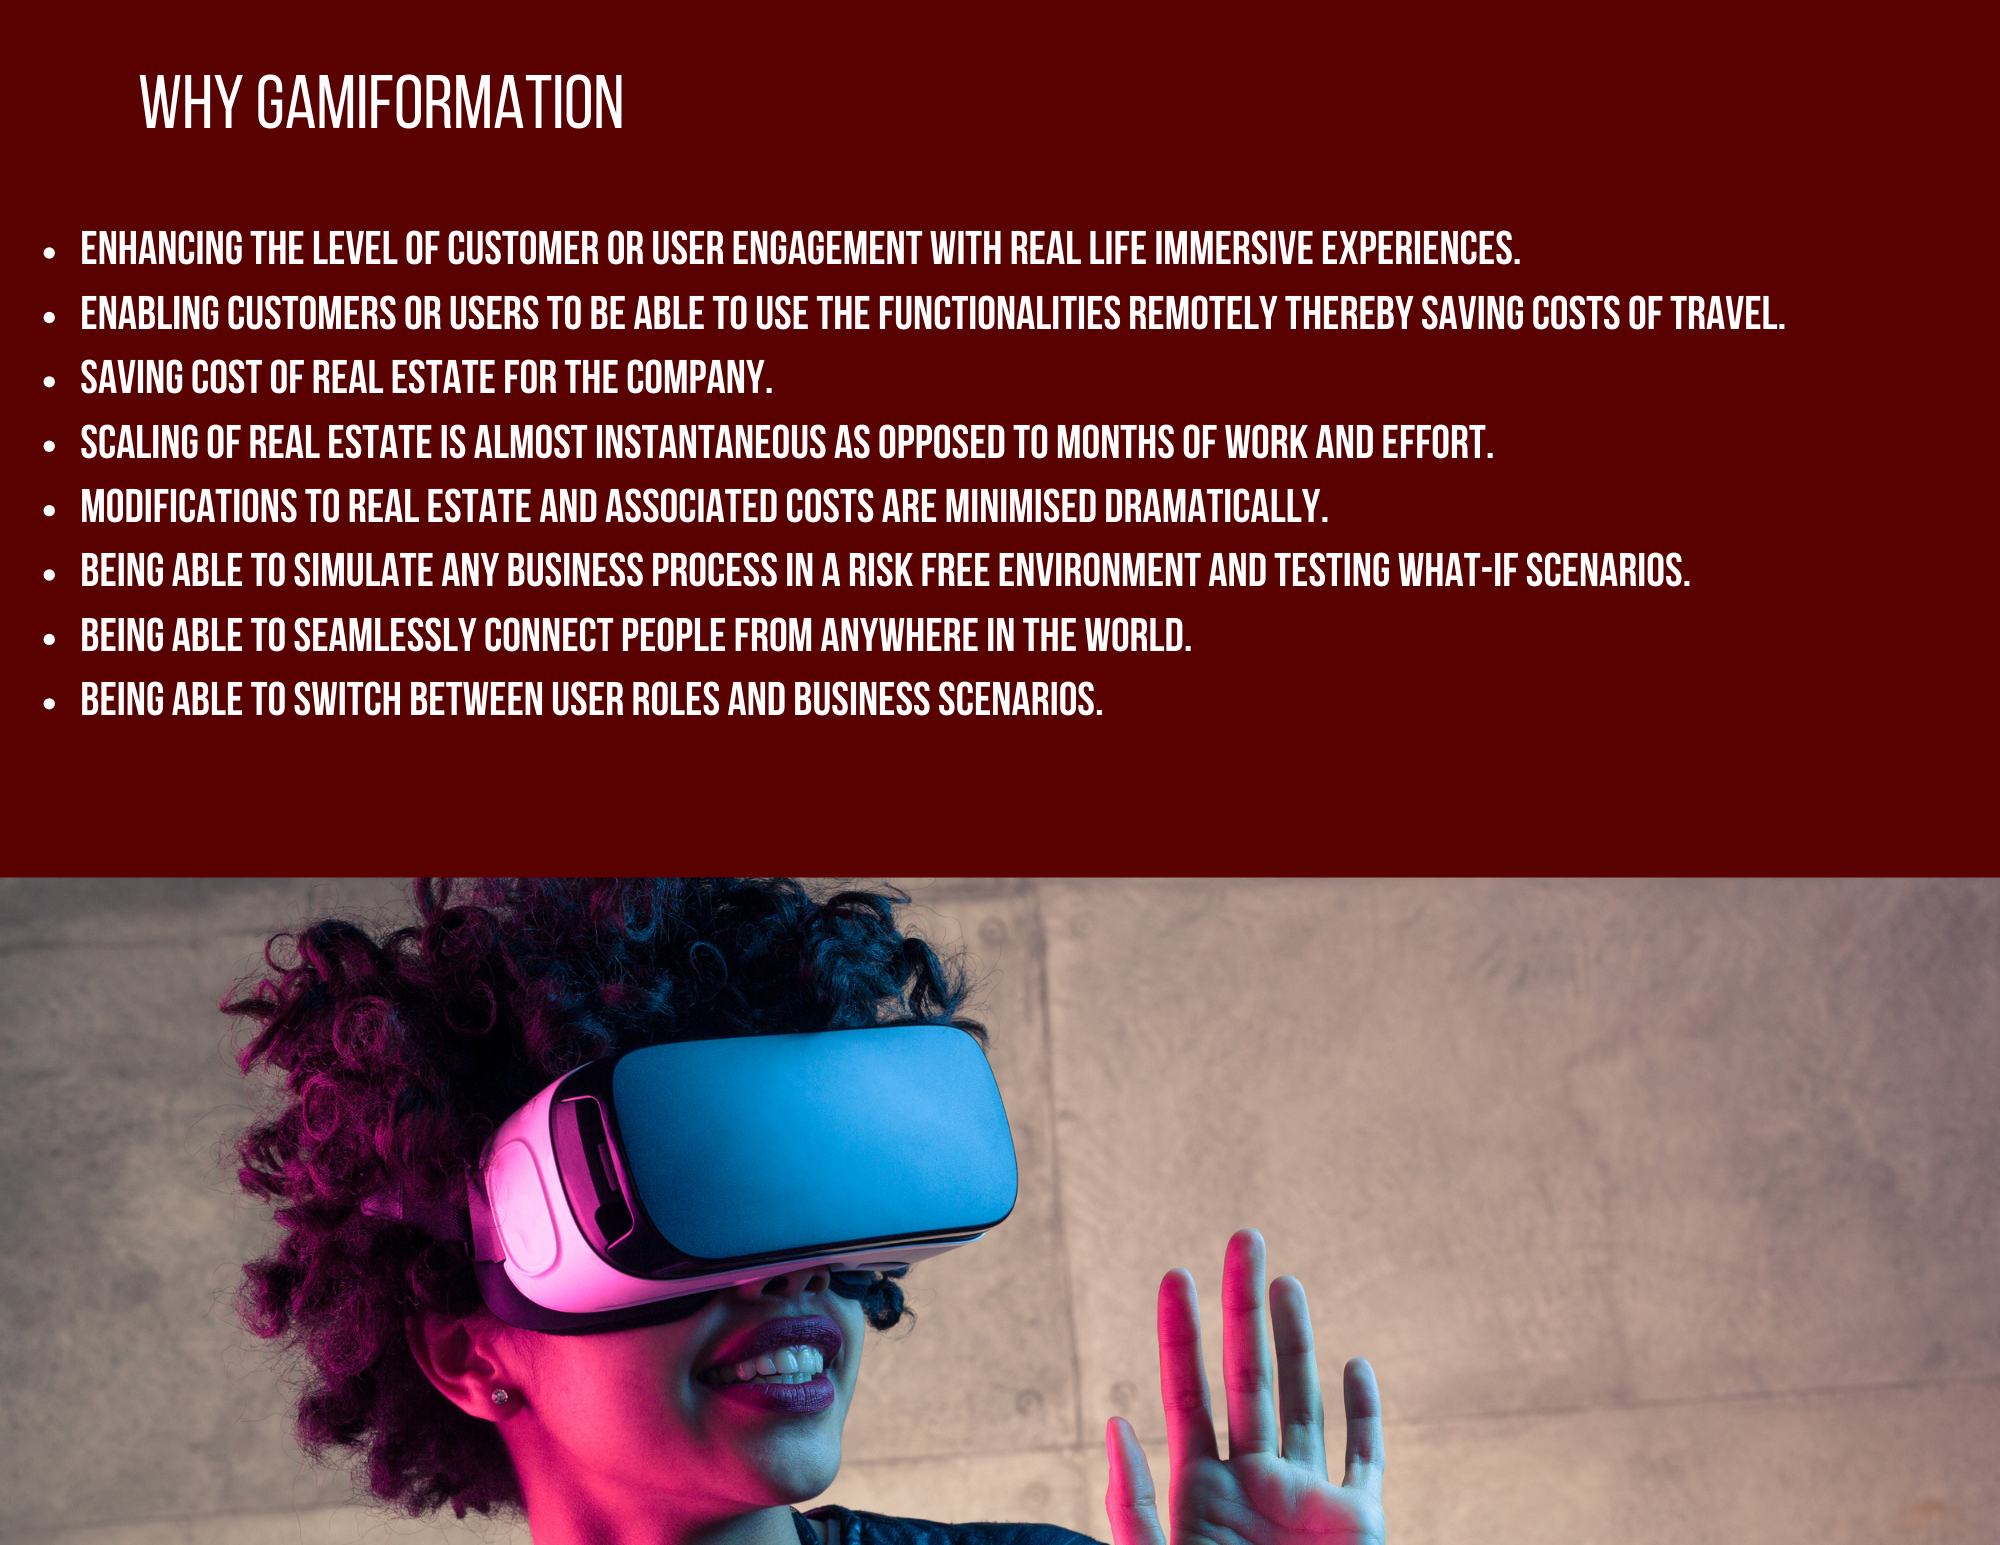 WHY GAMIFORMATION
• ENHANCING THE LEVEL OF CUSTOMER OR USER ENGAGEMENT WITH REAL LIFE IMMERSIVE EXPERIENCES.
• ENABLING CUSTOMERS OR USERS TO BE ABLE TO USE THE FUNCTIONALITIES REMOTELY THEREBY SAVING COSTS OF TRAVEL.
• SAVING COST OF REAL ESTATE FOR THE COMPANY.
• SCALING OF REAL ESTATE IS ALMOST INSTANTANEOUS AS OPPOSED TO MONTHS OF WORK AND EFFORT.
• MODIFICATIONS TO REAL ESTATE AND ASSOCIATED COSTS ARE MINIMISED DRAMATICALLY.
• BEING ABLE TO SIMULATE ANY BUSINESS PROCESS IN A RISK FREE ENVIRONMENT AND TESTING WHAT-IF SCENARIOS.
• BEING ABLE TO SEAMLESSLY CONNECT PEOPLE FROM ANYWHERE IN THE WORLD.
• BEING ABLE TO SWITCH BETWEEN USER ROLES AND BUSINESS SCENARIOS.